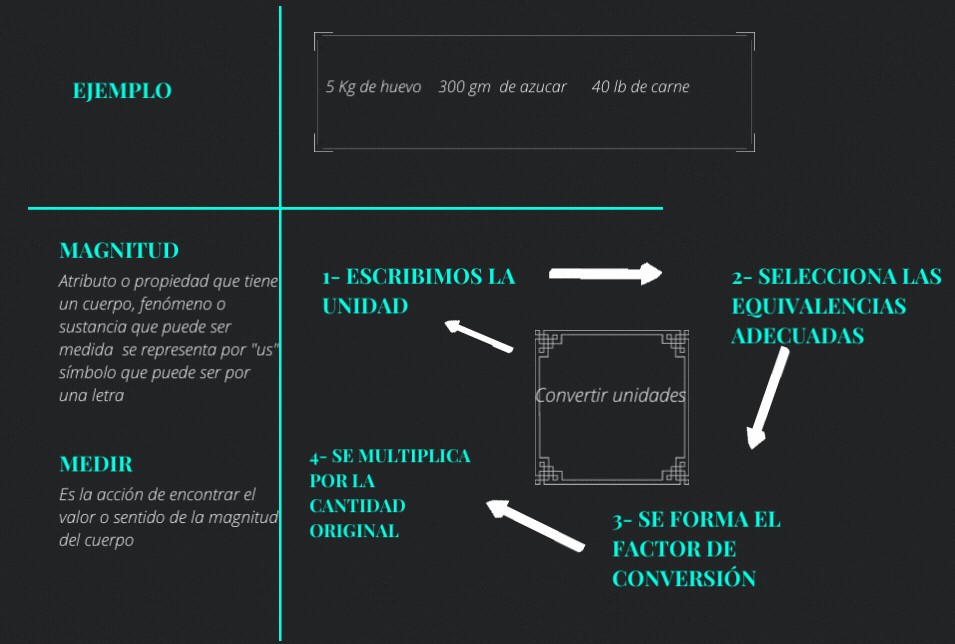 EJEMPLO
5 Kg de huevo 300 gm de azucar 40 lb de carne
MAGNITUD
Atributo o propiedad que tiene
un cuerpo, fenómeno o
sustancia que puede ser
medida se representa por "us"
símbolo que puede ser por
una letra
MEDIR
Es la acción de encontrar el
valor o sentido de la magnitud
del cuerpo
1- ESCRIBIMOS LA
UNIDAD
2- SELECCIONA LAS
EQUIVALENCIAS
ADECUADAS
Convertir unidades
3- SE FORMA EL
FACTOR DE
CONVERSIÓN
4- SE MULTIPLICA
POR LA
CANTIDAD
ORIGINAL